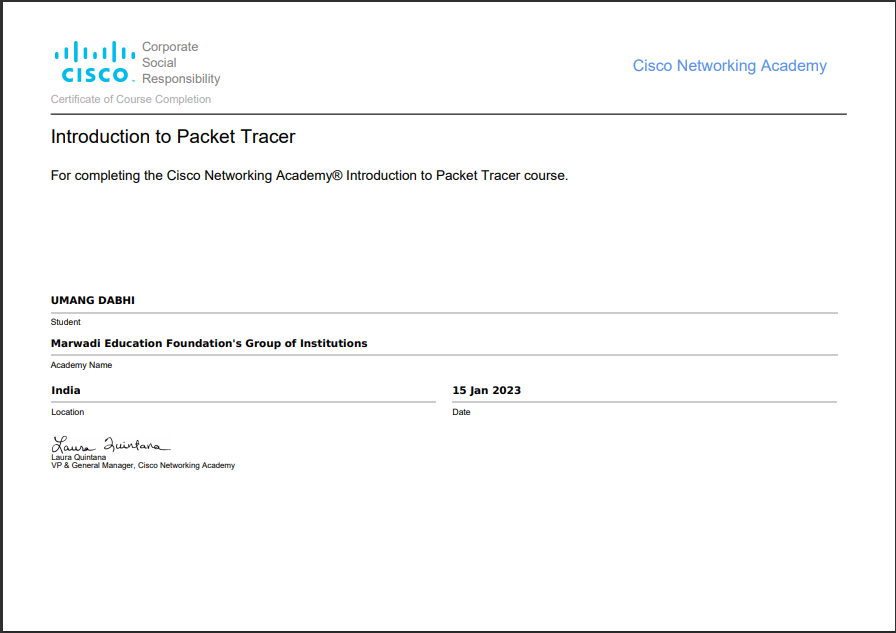 Corporate
Social
Responsibility
CISCO
Cisco Networking Academy
Certificate of Course Completion
Introduction to Packet Tracer
For completing the Cisco Networking Academy® Introduction to Packet Tracer course.
UMANG DABHI
Student
Marwadi Education Foundation's Group of Institutions
Academy Name
India
15 Jan 2023
Location
Date
Laura Quintana
Laura Quintana
VP & General Manager, Cisco Networking Academy